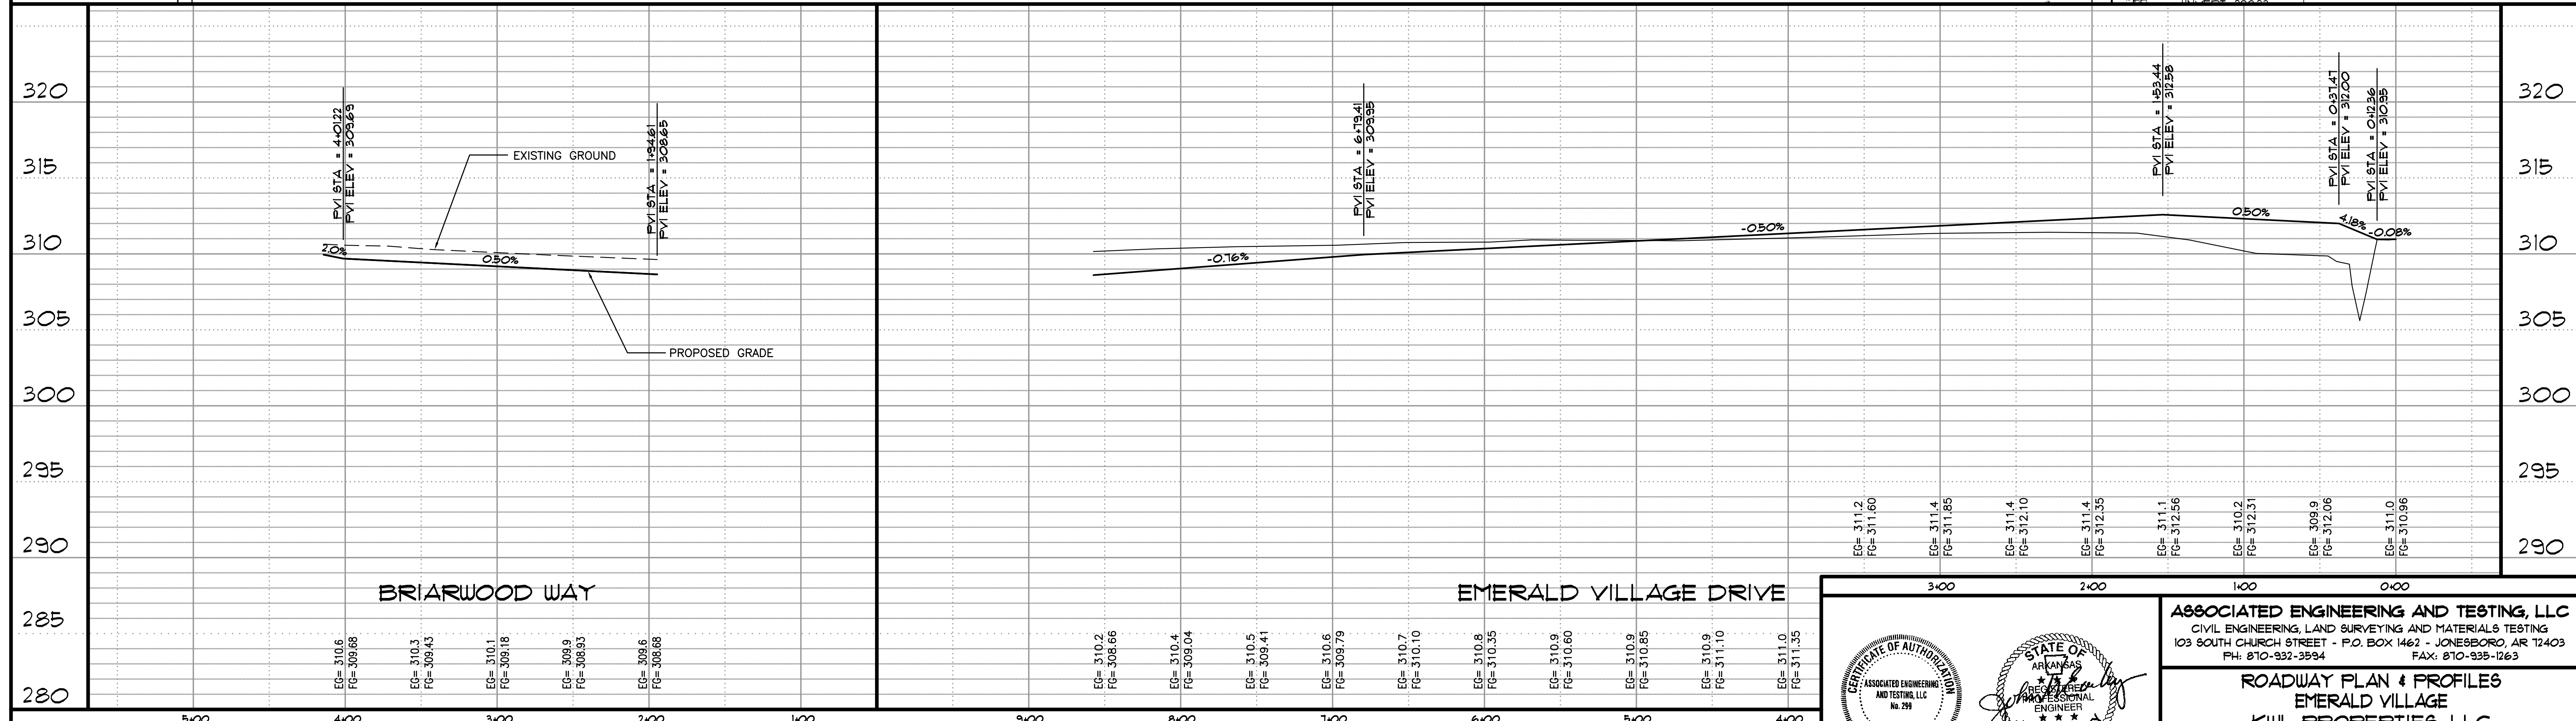 320
315
310
305
300
295
290
285
280
PVI STA = 4+01.22
PVI ELEV = 309.69
EXISTING GROUND
PVI STA = 1+94.61
PVI ELEV = 308.65
2.0%
0.50%
PROPOSED GRADE
BRIARWOOD WAY
EG= 310.6
FG= 309.68
EG= 310.3
FG= 309.43
EG= 310.1
FG= 309.18
EG= 309.9
FG= 308.93
EG= 309.6
FG= 308.68
5+00
4+00
3+00
2+00
1+00
PVI STA = 6+79.41
PVI ELEV = 309.95
PVI STA = 1+53.44
PVI ELEV = 312.58
PVI STA = 0+37.47
PVI ELEV = 312.00
PVI STA = 0+12.36
PVI ELEV = 310.95
-0.76%
-0.50%
0.50%
4.18%
-0.08%
EMERALD VILLAGE DRIVE
EG= 310.2
FG= 308.66
EG= 310.4
FG= 309.04
EG= 310.5
FG= 309.41
EG= 310.6
FG= 309.79
EG= 310.7
FG= 310.10
EG= 310.8
FG= 310.35
EG= 310.9
FG= 310.60
EG= 310.9
FG= 310.85
EG= 310.9
FG= 311.10
EG= 311.0
FG= 311.35
EG= 311.2
FG= 311.60
EG= 311.4
FG= 311.85
EG= 311.4
FG= 312.10
EG= 311.4
FG= 312.35
EG= 311.1
FG= 312.56
EG= 310.2
FG= 312.31
EG= 309.9
FG= 312.06
EG= 311.0
FG= 310.96
9+00
8+00
7+00
6+00
5+00
4+00
3+00
2+00
1+00
0+00
320
315
310
305
300
295
290
CERTIFICATE OF AUTHORIZATION
ASSOCIATED ENGINEERING
AND TESTING, LLC
No. 299
STATE OF
ARKANSAS
REGISTERED
PROFESSIONAL
ENGINEER
ASSOCIATED ENGINEERING AND TESTING, LLC
CIVIL ENGINEERING, LAND SURVEYING AND MATERIALS TESTING
103 SOUTH CHURCH STREET - P.O. BOX 1462 - JONESBORO, AR 72403
PH: 870-932-3594 FAX: 870-935-1263
ROADWAY PLAN & PROFILES
EMERALD VILLAGE
PROPERTIES, LLC